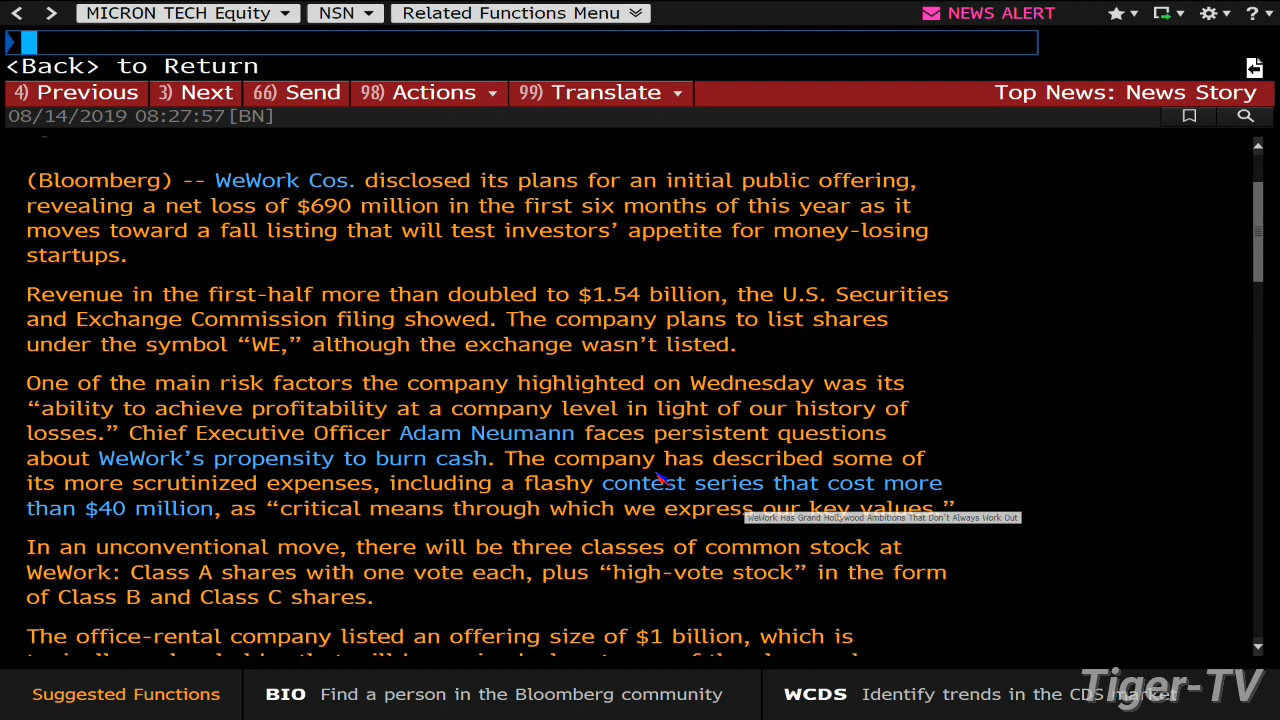 MICRON TECH Equity NSN Related Functions Menu NEWS ALERT ?
<Back> to Return
4) Previous 3) Next 66) Send 98) Actions 99) Translate Top News: News Story
08/14/2019 08:27:57[BN]
(Bloomberg) -- WeWork Cos. disclosed its plans for an initial public offering,
revealing a net loss of $690 million in the first six months of this year as it
moves toward a fall listing that will test investors’ appetite for money-losing
startups.
Revenue in the first-half more than doubled to $1.54 billion, the U.S. Securities
and Exchange Commission filing showed. The company plans to list shares
under the symbol “WE,” although the exchange wasn’t listed.
One of the main risk factors the company highlighted on Wednesday was its
“ability to achieve profitability at a company level in light of our history of
losses.” Chief Executive Officer Adam Neumann faces persistent questions
about WeWork’s propensity to burn cash. The company has described some of
its more scrutinized expenses, including a flashy contest series that cost more
than $40 million, as “critical means through which we express our key values.”
WeWork Has Grand Hollywood Ambitions That Don't Always Work Out
In an unconventional move, there will be three classes of common stock at
WeWork: Class A shares with one vote each, plus “high-vote stock” in the form
of Class B and Class C shares.
The office-rental company listed an offering size of $1 billion, which is
Suggested Functions BIO Find a person in the Bloomberg community WCDS Identify trends in the CDS market
Tiger-TV